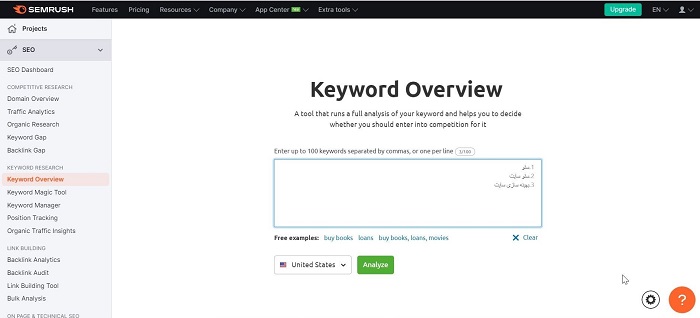 SEMRUSH
Features
Pricing
Resources
Company
App Center
Extra tools
Upgrade
EN
Projects
SEO
SEO Dashboard
COMPETITIVE RESEARCH
Domain Overview
Traffic Analytics
Organic Research
Keyword Gap
Backlink Gap
KEYWORD RESEARCH
Keyword Overview
Keyword Magic Tool
Keyword Manager
Position Tracking
Organic Traffic Insights
LINK BUILDING
Backlink Analytics
Backlink Audit
Link Building Tool
Bulk Analysis
ON PAGE & TECHNICAL SEO
Keyword Overview
A tool that runs a full analysis of your keyword and helps you to decide
whether you should enter into competition for it
Enter up to 100 keywords separated by commas, or one per line 3/100
1.سئو
2.سئو سایت
3.بهینه سازی سایت
Free examples: buy books loans buy books, loans, movies
Clear
United States
Analyze
?